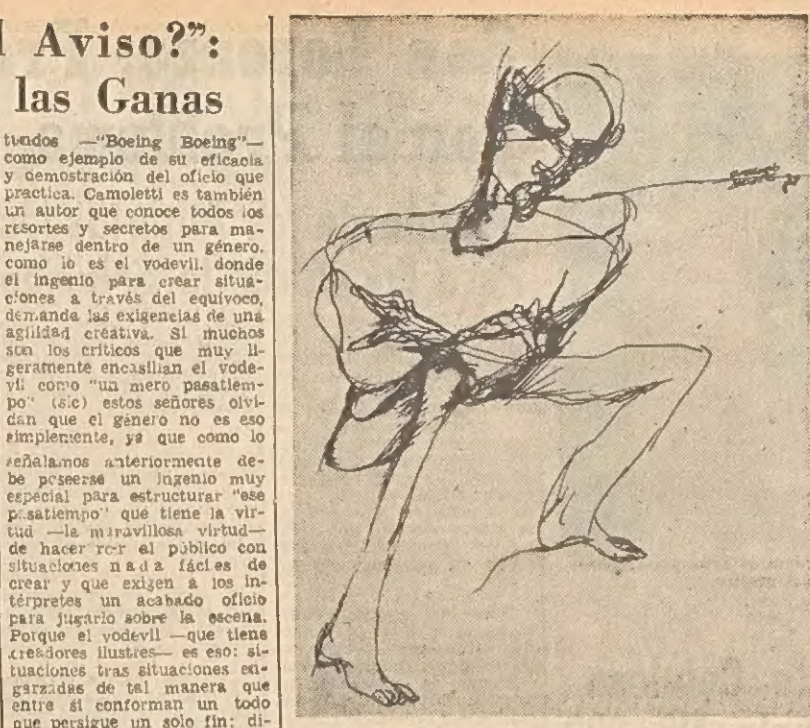 Aviso?":
las Ganas
tundos —"Boeing Boeing"—
como ejemplo de su eficacia
y demostración del oficio que
practica. Camoletti es también
un autor que conoce todos los
resortes y secretos para ma-
nejarse dentro de un género.
como lo es el vodevil. donde
el ingenio para crear situa-
ciones a través del equívoco,
demanda las exigencias de una
agilidad creativa. Si muchos
son los críticos que muy li-
geramente encasillan el vode-
vil como "un mero pasatiem-
po" (sic) estos señores olvi-
dan que el género no es eso
simplemente, ya que como lo
señalamos anteriormente de-
be poseerse un ingenio muy
especial para estructurar "ese
pasatiempo" que tiene la vir-
tud —la maravillosa virtud—
de hacer reír al público con
situaciones nada fáciles de
crear y que exigen a los in-
térpretes un acabado oficio
para jugarlo sobre la escena.
Porque el vodevil —que tiene
creadores ilustres— es eso: si-
tuaciones tras situaciones en-
garzadas de tal manera que
entre sí conforman un todo
que persigue un solo fin: di-